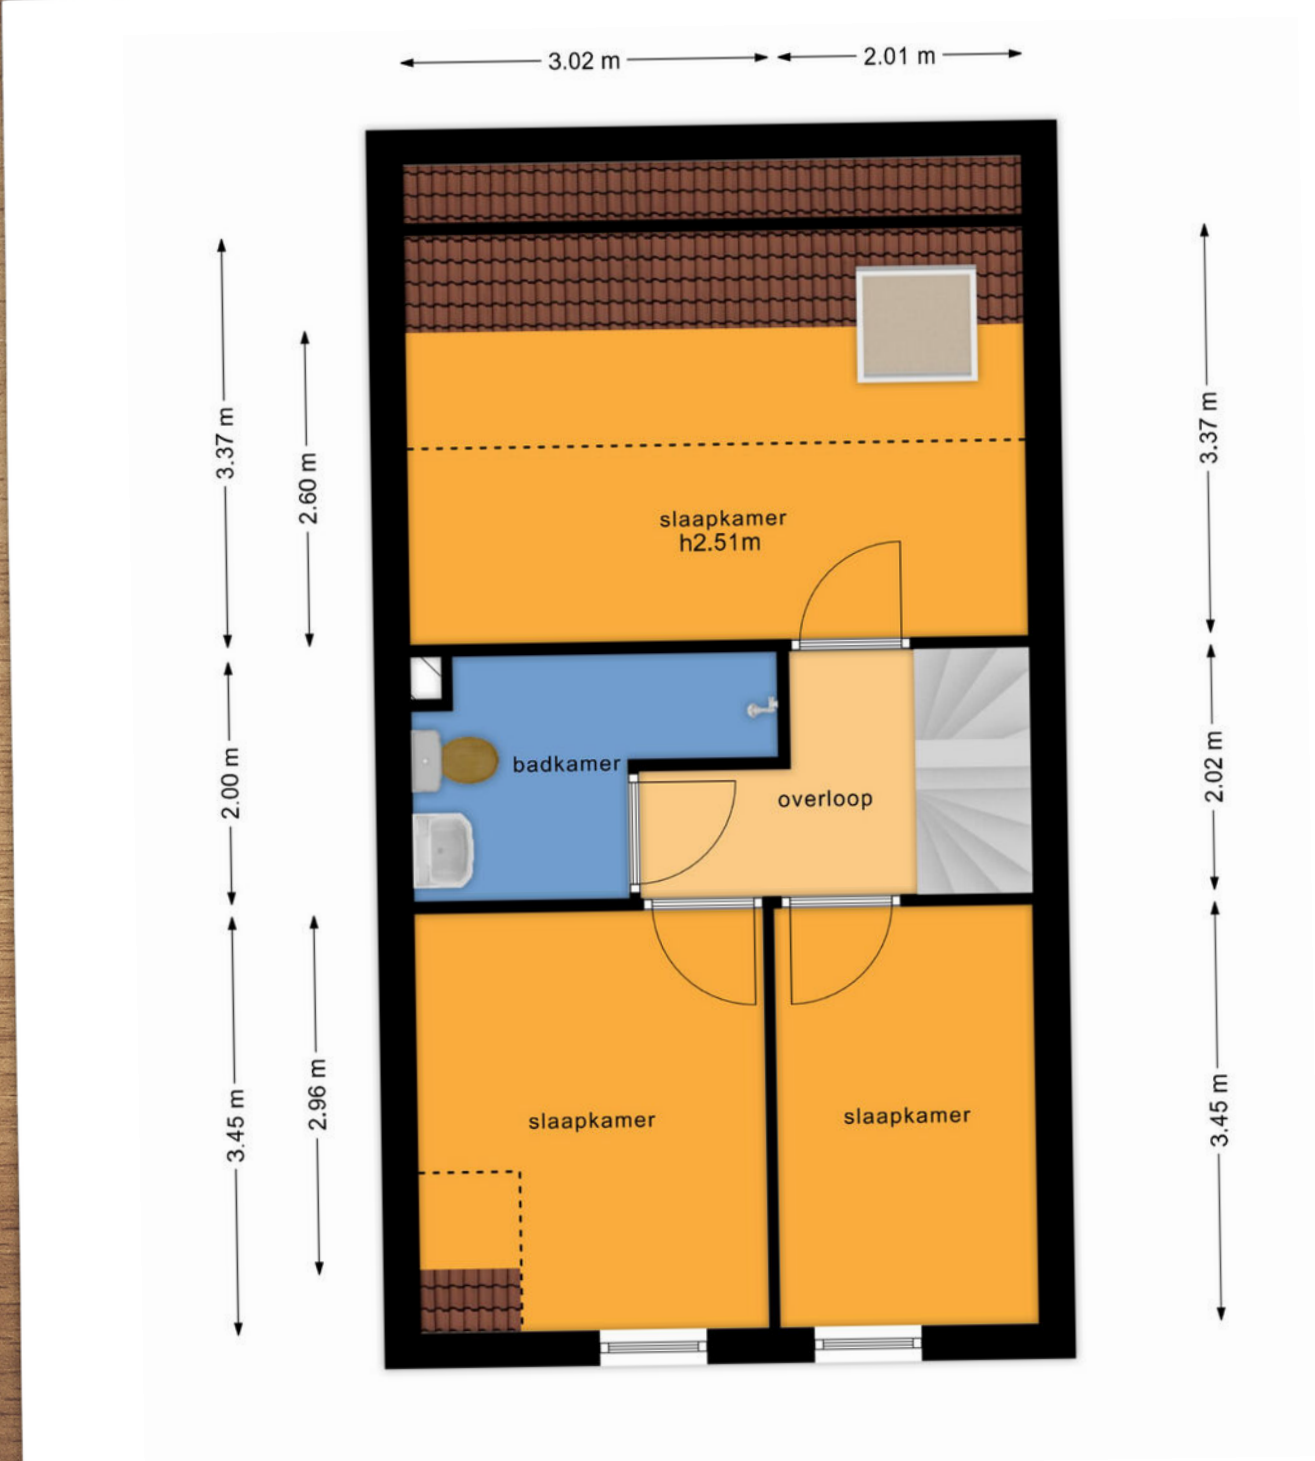 3.02 m
2.01 m
3.37 m
2.60 m
3.37 m
slaapkamer
h2.51m
2.00 m
badkamer
overloop
2.02 m
3.45 m
2.96 m
slaapkamer
slaapkamer
3.45 m